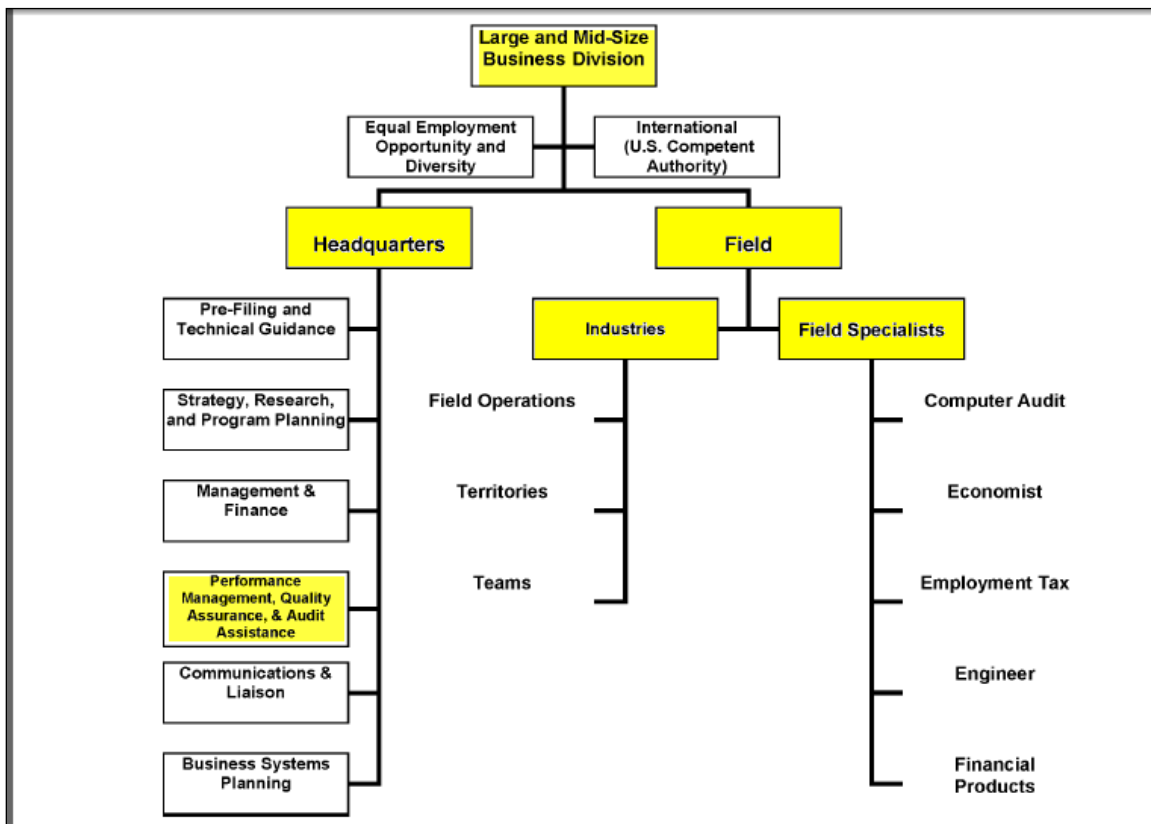 Large and Mid-Size
Business Division
Equal Employment
Opportunity and
Diversity
International
(U.S. Competent
Authority)
Headquarters
Field
Pre-Filing and
Technical Guidance
Strategy, Research,
and Program Planning
Management &
Finance
Performance
Management, Quality
Assurance, & Audit
Assistance
Communications &
Liaison
Business Systems
Planning
Industries
Field Operations
Territories
Teams
Field Specialists
Computer Audit
Economist
Employment Tax
Engineer
Financial
Products